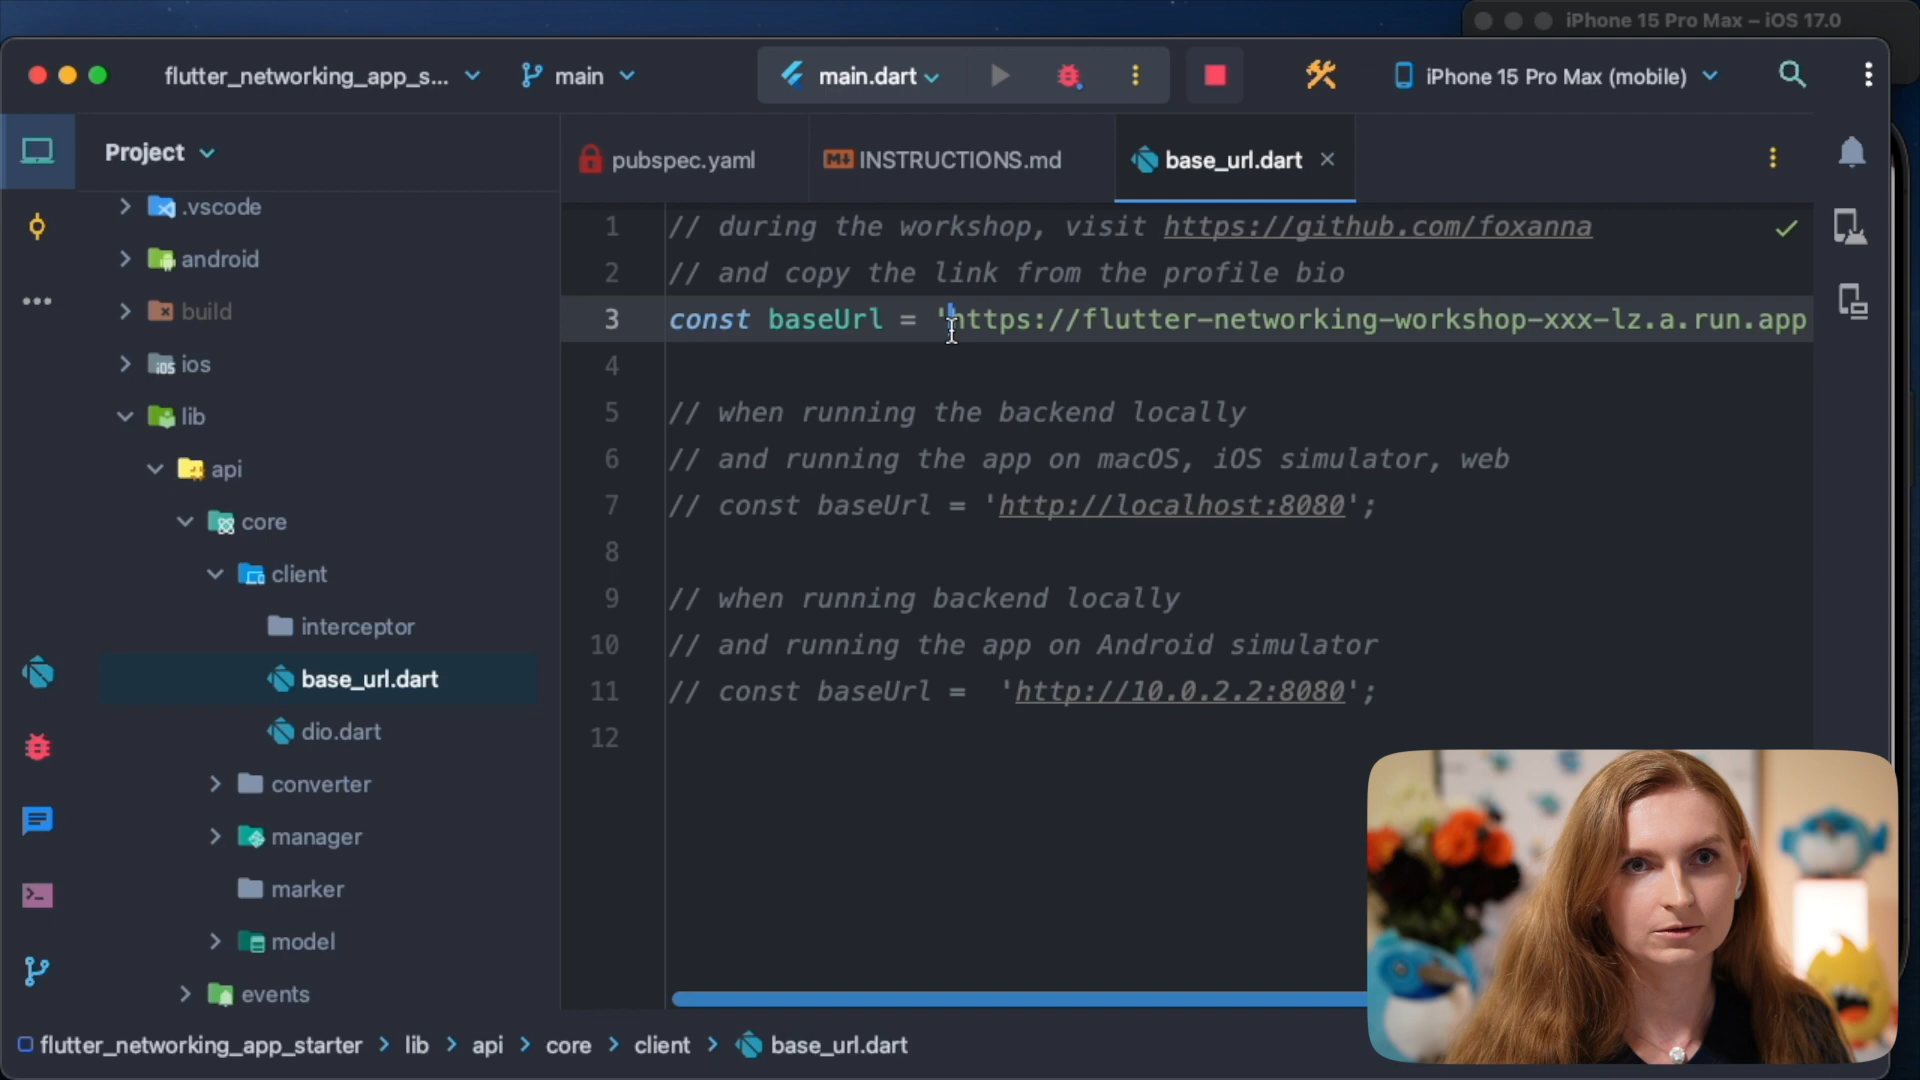 iPhone 15 Pro Max – iOS 17.0
flutter_networking_app_s...
main
main.dart
iPhone 15 Pro Max (mobile)
Project
pubspec.yaml
INSTRUCTIONS.md
base_url.dart
.vscode
android
build
ios
lib
api
core
client
interceptor
base_url.dart
dio.dart
converter
manager
marker
model
events
1 // during the workshop, visit https://github.com/foxanna
2 // and copy the link from the profile bio
3 const baseUrl = 'https://flutter-networking-workshop-xxx-lz.a.run.app
4
5 // when running the backend locally
6 // and running the app on macOS, iOS simulator, web
7 // const baseUrl = 'http://localhost:8080';
8
9 // when running backend locally
10 // and running the app on Android simulator
11 // const baseUrl =  'http://10.0.2.2:8080';
12
flutter_networking_app_starter > lib > api > core > client > base_url.dart